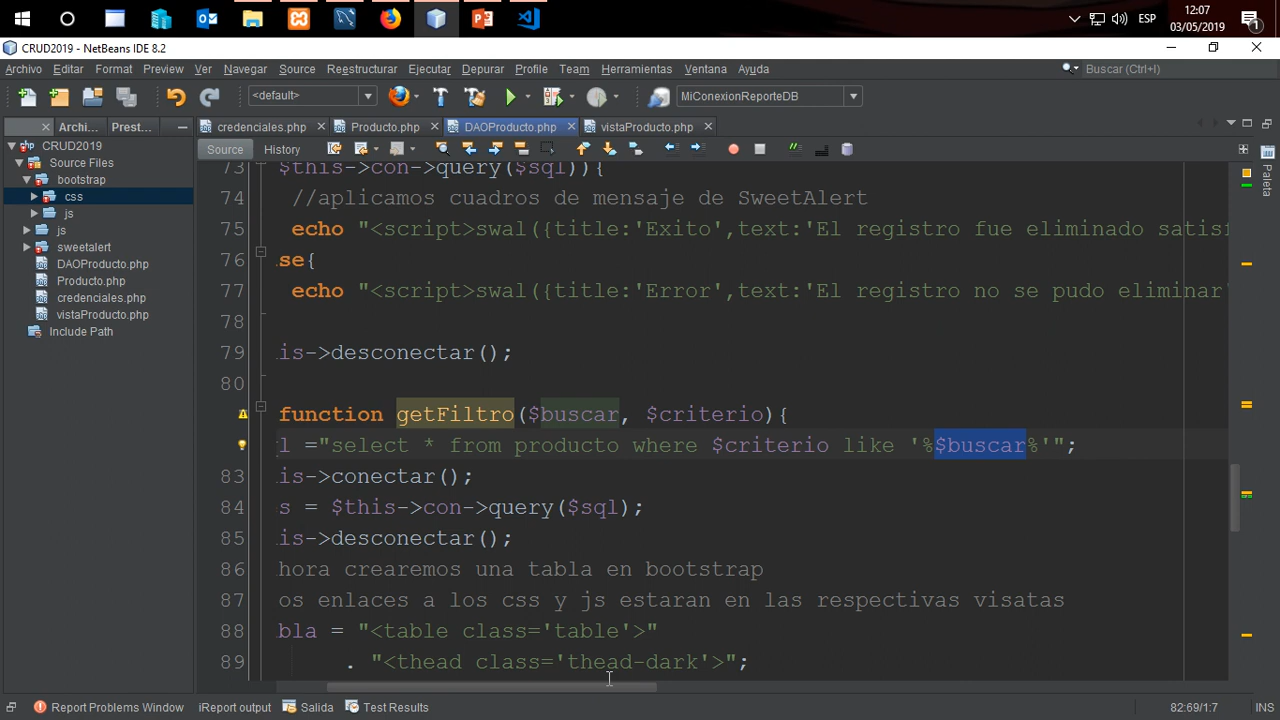 ESP
12:07
03/05/2019
1
CRUD2019 - NetBeans IDE 8.2
Archivo Editar Format Preview Ver Navegar Source Reestructurar Ejecutar Depurar Profile Team Herramientas Ventana Ayuda
Buscar (Ctrl+I)
<default>
MiConexionReporteDB
Archi... Prest...
credenciales.php Producto.php DAOProducto.php vistaProducto.php
Source History
CRUD2019
Source Files
bootstrap
css
js
js
sweetalert
DAOProducto.php
Producto.php
credenciales.php
vistaProducto.php
Include Path
73 $this->con->query($sql)){
74 //aplicamos cuadros de mensaje de SweetAlert
75 echo "<script>swal({title:'Exito',text:'El registro fue eliminado satisf
76 se{
77 echo "<script>swal({title:'Error',text:'El registro no se pudo eliminar'
78
79 is->desconectar();
80
function getFiltro($buscar, $criterio){
l ="select * from producto where $criterio like '%$buscar%'";
83 is->conectar();
84 s = $this->con->query($sql);
85 is->desconectar();
86 hora crearemos una tabla en bootstrap
87 os enlaces a los css y js estaran en las respectivas visatas
88 bla = "<table class='table'>"
89 . "<thead class='thead-dark'>";
Paleta
Report Problems Window iReport output Salida Test Results
82:69/1:7 INS